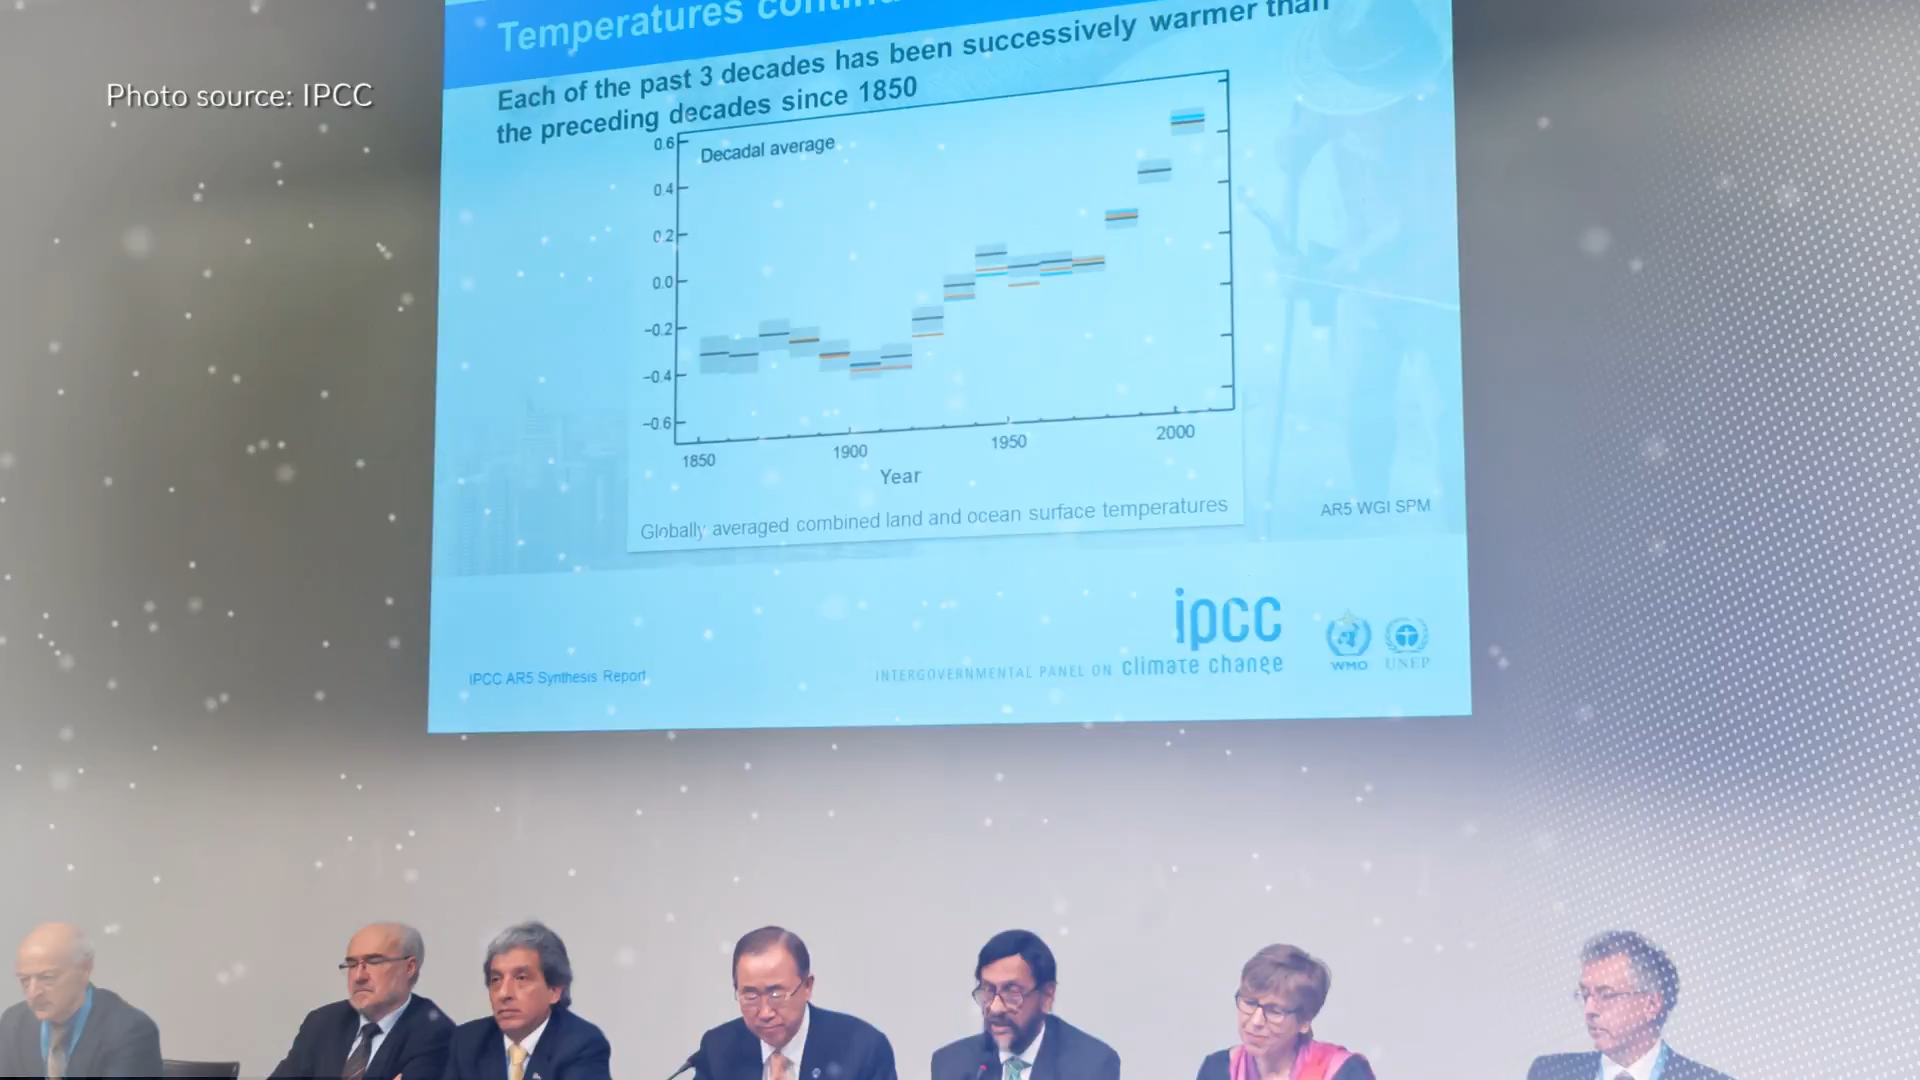 Temperatures
Photo source: IPCC
Each of the past 3 decades has been successively warmer than
the preceding decades since 1850
Decadal average
0.6
0.4
0.2
0.0
−0.2
−0.4
−0.6
1850
1900
1950
2000
Year
Globally averaged combined land and ocean surface temperatures
AR5 WGI SPM
ipcc
INTERGOVERNMENTAL PANEL ON climate change
WMO
UNEP
IPCC AR5 Synthesis Report